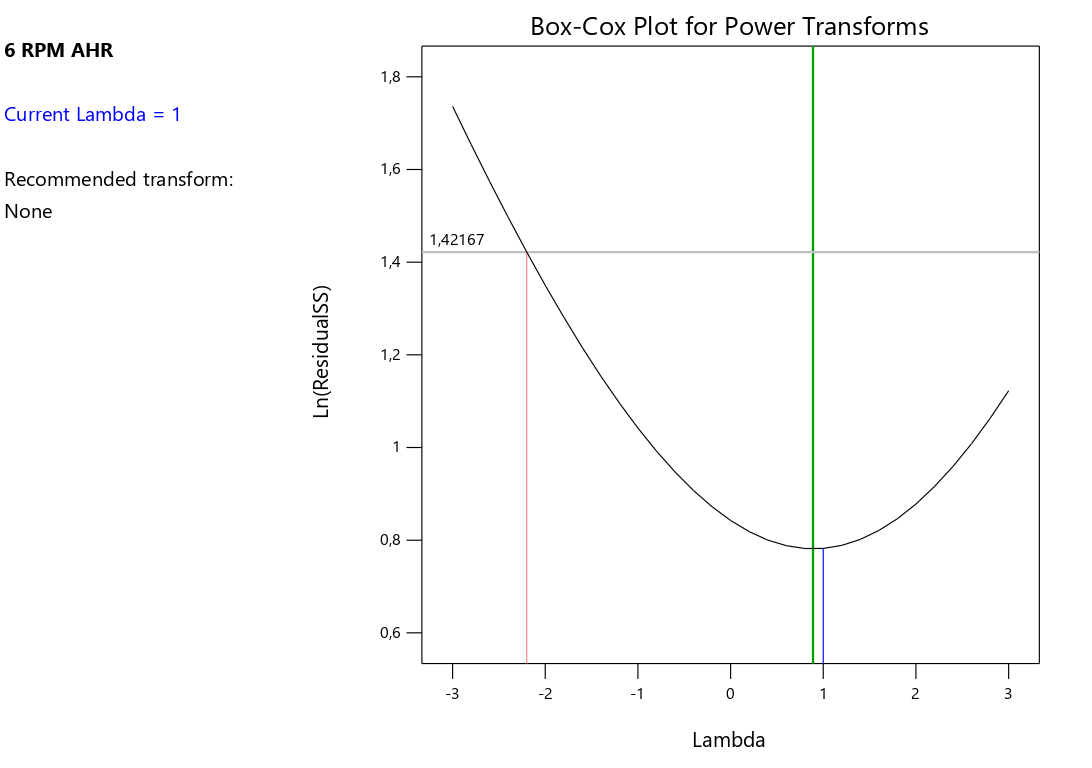 6 RPM AHR
Current Lambda = 1
Recommended transform:
None
Box-Cox Plot for Power Transforms
1,8
1,6
1,42167
1,4
1,2
1
0,8
0,6
Ln(ResidualSS)
-3 -2 -1 0 1 2 3
Lambda